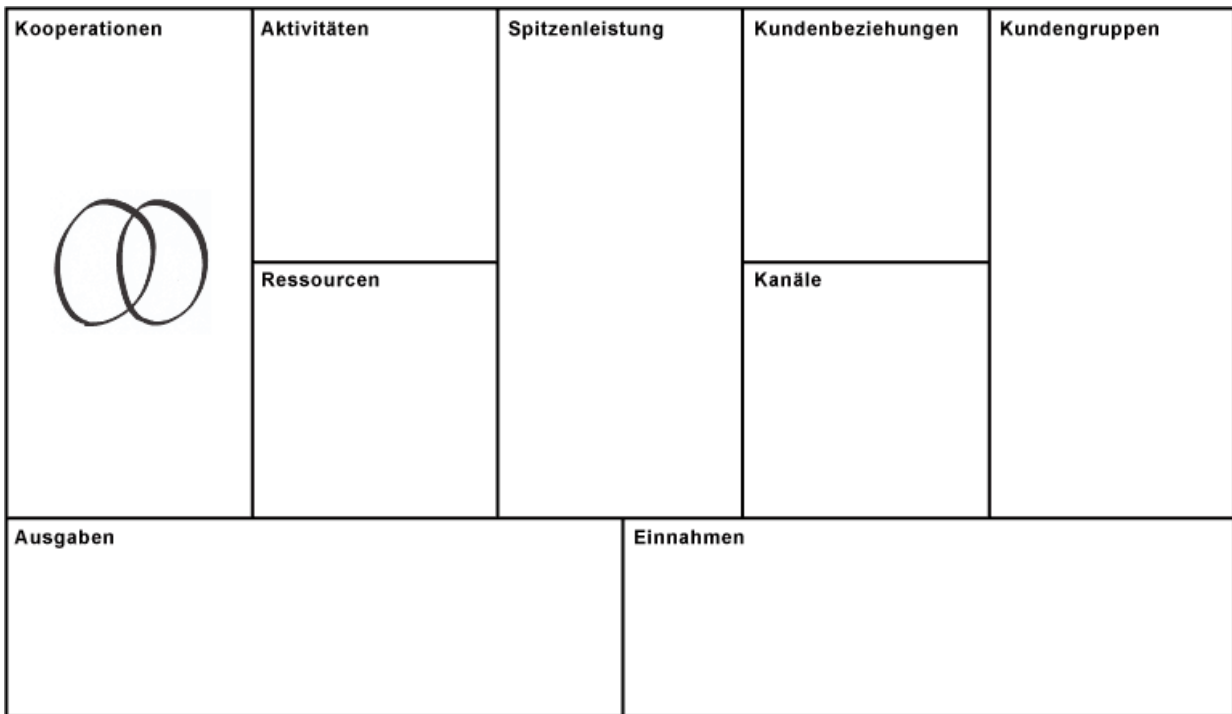 Kooperationen
Aktivitäten
Spitzenleistung
Kundenbeziehungen
Kundengruppen
Ressourcen
Kanäle
Ausgaben
Einnahmen